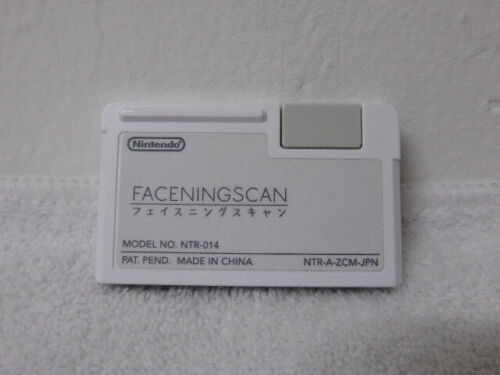 Nintendo
FACENINGSCAN
フェイスニングスキャン
MODEL NO. NTR-014
PAT. PEND. MADE IN CHINA
NTR-A-ZCM-JPN